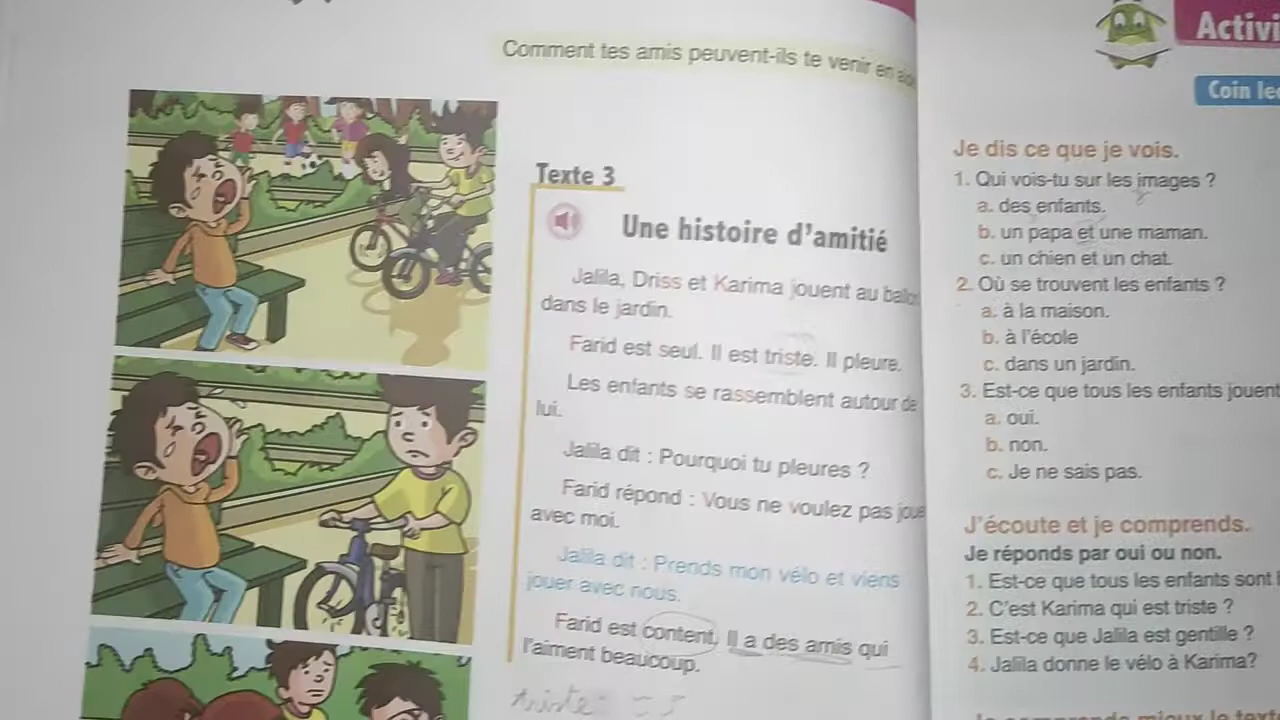 Comment tes amis peuvent-ils te venir en
Texte 3
Une histoire d'amitié
Jalila, Driss et Karima jouent au
dans le jardin.
Farid est seul. Il est triste. Il pleure.
Les enfants se rassemblent autour de
lui.
Jalila dit : Pourquoi tu pleures ?
Farid répond : Vous ne voulez pas
avec moi.
Jalila dit : Prends mon vélo et viens
jouer avec nous.
Farid est content. Il a des amis qui
l'aiment beaucoup.
triste :
Coin
Je dis ce que je vois.
1. Qui vois-tu sur les images ?
a. des enfants.
b. un papa et une maman.
c. un chien et un chat.
2. Où se trouvent les enfants ?
a. à la maison.
b. à l'école
c. dans un jardin.
3. Est-ce que tous les enfants jouent
a. oui.
b. non.
c. Je ne sais pas.
J'écoute et je comprends.
Je réponds par oui ou non.
1. Est-ce que tous les enfants sont
2. C'est Karima qui est triste ?
3. Est-ce que Jalila est gentille ?
4. Jalila donne le vélo à Karima?